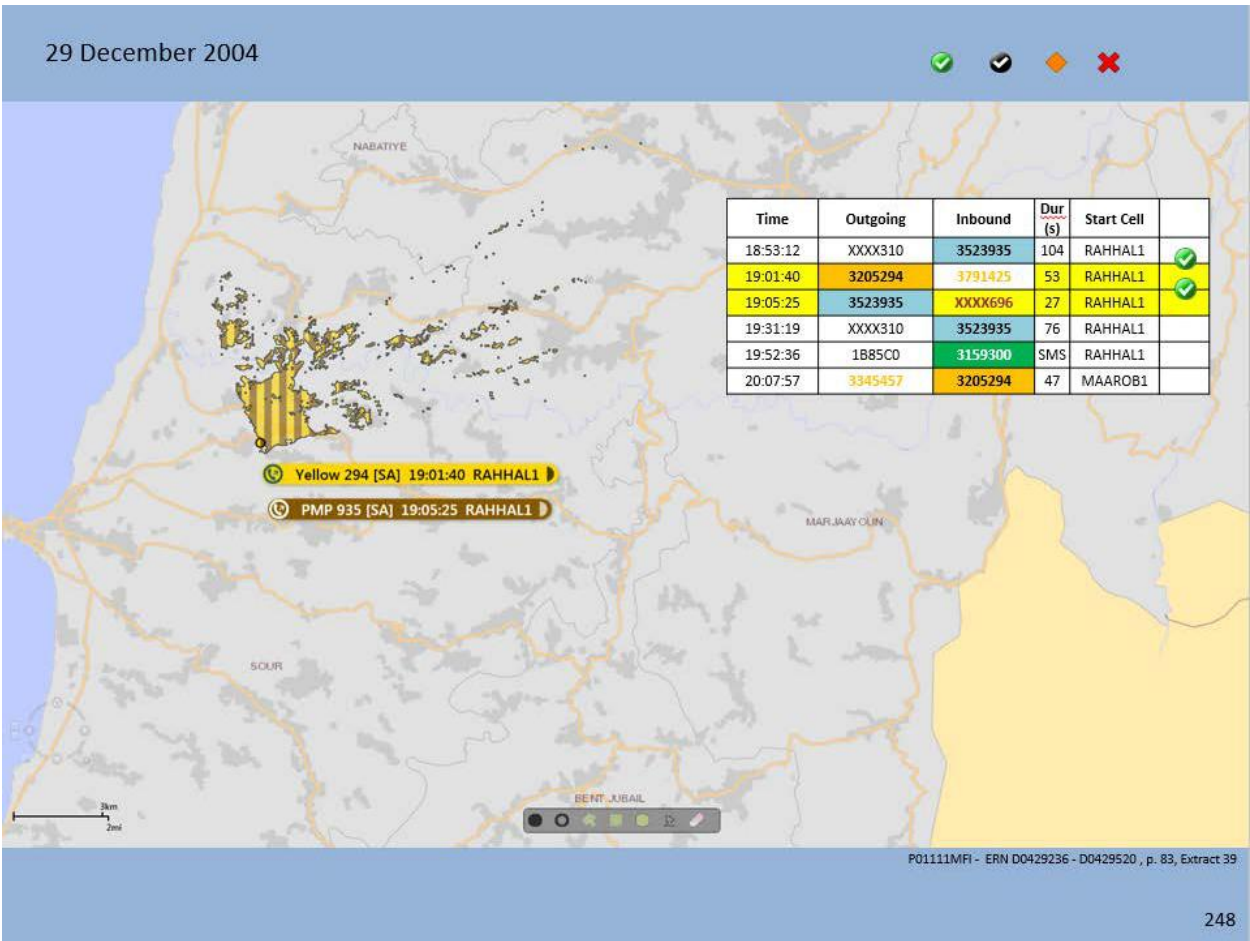 29 December 2004
NABATIYE
Time Outgoing Inbound Dur (s) Start Cell
18:53:12 XXXX310 3523935 104 RAHHAL1
19:01:40 3205294 3791425 53 RAHHAL1
19:05:25 3523935 XXXX696 27 RAHHAL1
19:31:19 XXXX310 3523935 76 RAHHAL1
19:52:36 1B85C0 3159300 SMS RAHHAL1
20:07:57 3345457 3205294 47 MAAROB1
Yellow 294 [SA] 19:01:40 RAHHAL1
PMP 935 [SA] 19:05:25 RAHHAL1
MARJAAYOUN
SOUR
BENT JUBAIL
3km
2mi
P01111MFI - ERN D0429236 - D0429520 , p. 83, Extract 39
248